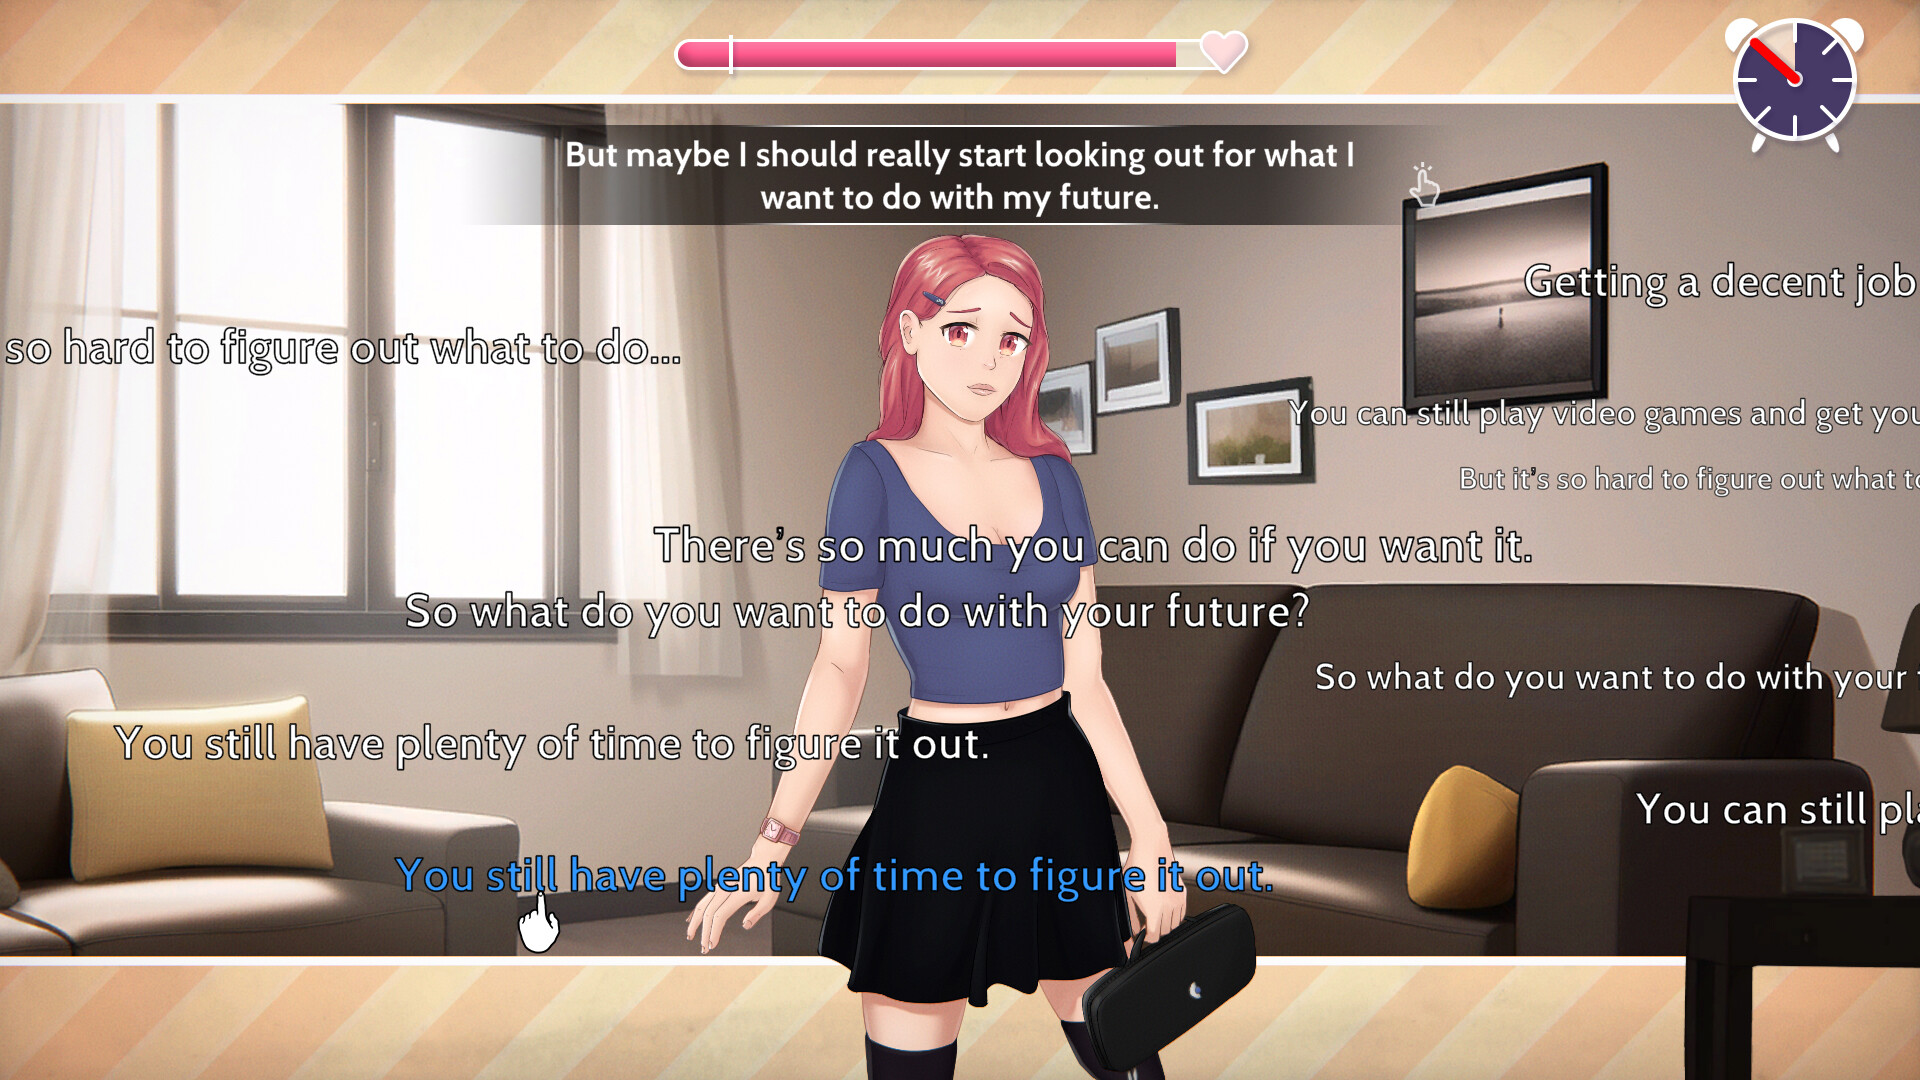 But maybe I should really start looking out for what I
want to do with my future.
Getting a decent job
so hard to figure out what to do...
You can still play video games and get you
But it's so hard to figure out what to
There's so much you can do if you want it.
So what do you want to do with your future?
So what do you want to do with your
You still have plenty of time to figure it out.
You can still pla
You still have plenty of time to figure it out.